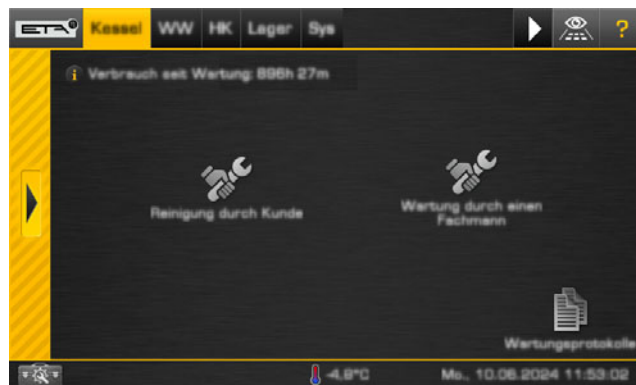 ETA
Kessel WW HK Lager Sys
?
i Verbrauch seit Wartung: 896h 27m
Reinigung durch Kunde
Wartung durch einen
Fachmann
Wartungsprotokolle
-4,8°C Mo., 10.06.2024 11:53:02